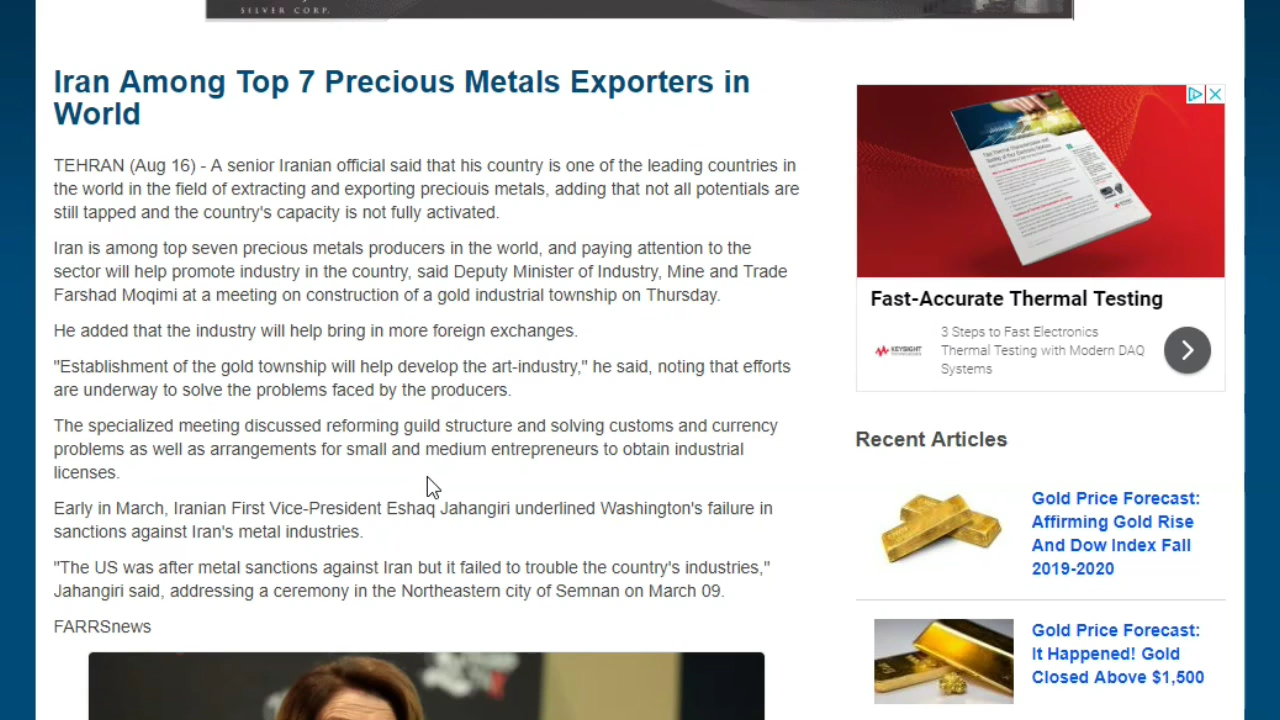 SILVER CORP.
Iran Among Top 7 Precious Metals Exporters in
World
TEHRAN (Aug 16) - A senior Iranian official said that his country is one of the leading countries in
the world in the field of extracting and exporting preciouis metals, adding that not all potentials are
still tapped and the country's capacity is not fully activated.
Iran is among top seven precious metals producers in the world, and paying attention to the
sector will help promote industry in the country, said Deputy Minister of Industry, Mine and Trade
Farshad Moqimi at a meeting on construction of a gold industrial township on Thursday.
He added that the industry will help bring in more foreign exchanges.
"Establishment of the gold township will help develop the art-industry," he said, noting that efforts
are underway to solve the problems faced by the producers.
The specialized meeting discussed reforming guild structure and solving customs and currency
problems as well as arrangements for small and medium entrepreneurs to obtain industrial
licenses.
Early in March, Iranian First Vice-President Eshaq Jahangiri underlined Washington's failure in
sanctions against Iran's metal industries.
"The US was after metal sanctions against Iran but it failed to trouble the country's industries,"
Jahangiri said, addressing a ceremony in the Northeastern city of Semnan on March 09.
FARRSnews
Fast-Accurate Thermal Testing
KEYSIGHT
TECHNOLOGIES
3 Steps to Fast Electronics
Thermal Testing with Modern DAQ
Systems
Recent Articles
Gold Price Forecast:
Affirming Gold Rise
And Dow Index Fall
2019-2020
Gold Price Forecast:
It Happened! Gold
Closed Above $1,500